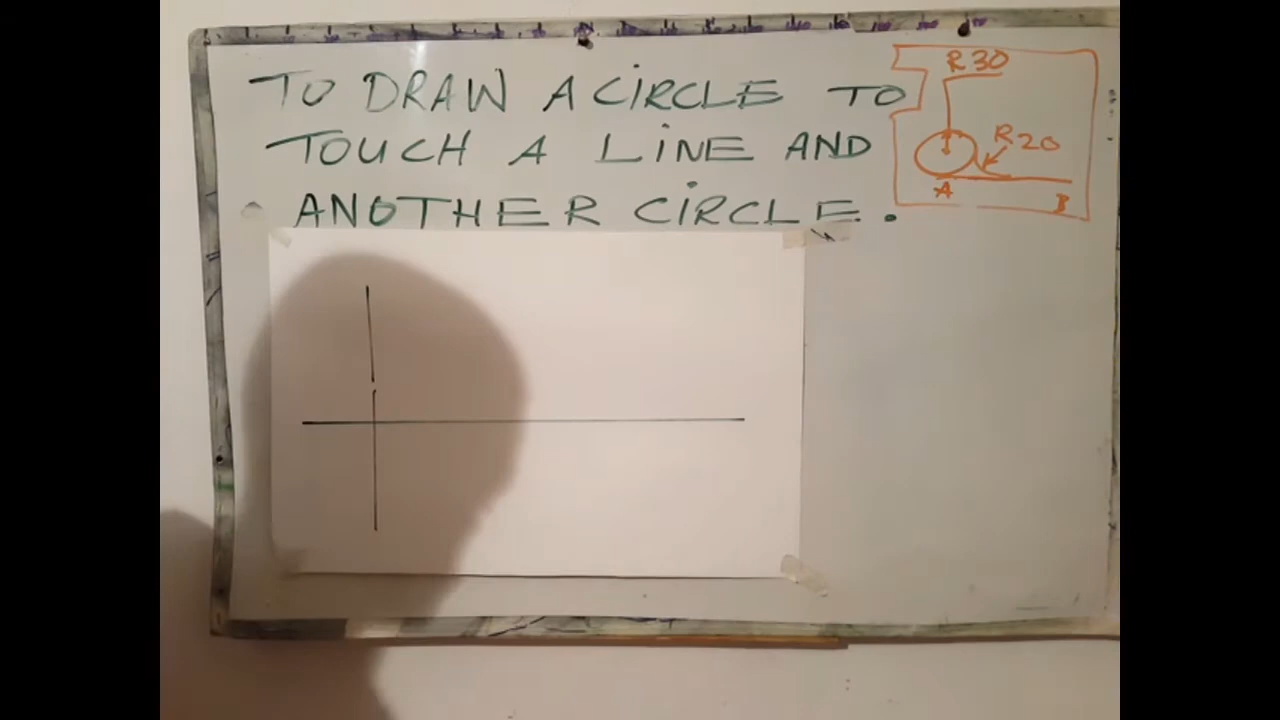 TO DRAW A CIRCLE TO
TOUCH A LINE AND
ANOTHER CIRCLE.
R30
R20
A
B